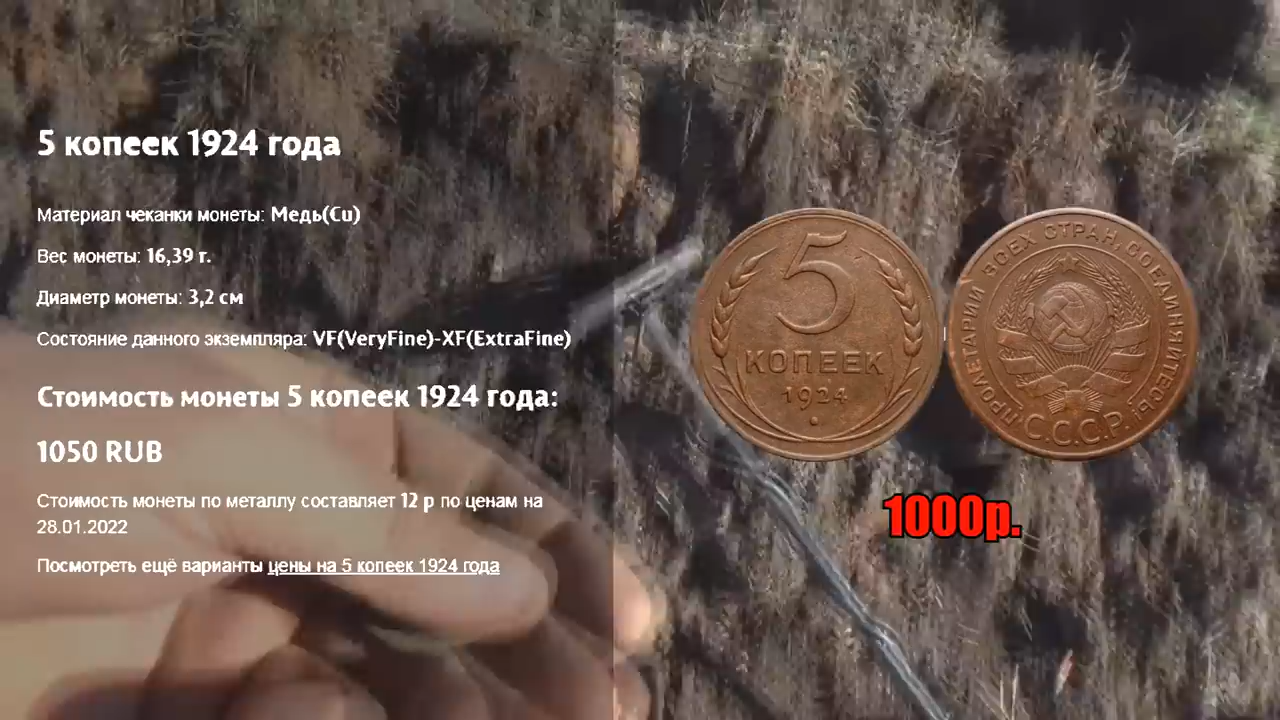 5 копеек 1924 года
Материал чеканки монеты: Медь(Cu)
Вес монеты: 16,39 г.
Диаметр монеты: 3,2 см
Состояние данного экземпляра: VF(VeryFine)-XF(ExtraFine)
Стоимость монеты 5 копеек 1924 года:
1050 RUB
Стоимость монеты по металлу составляет 12 р по ценам на
28.01.2022
Посмотреть ещё варианты цены на 5 копеек 1924 года
5
КОПЕЕК
1924
ПРОЛЕТАРИИ ВСЕХ СТРАН, СОЕДИНЯЙТЕСЬ!
С.С.С.Р.
1000р.